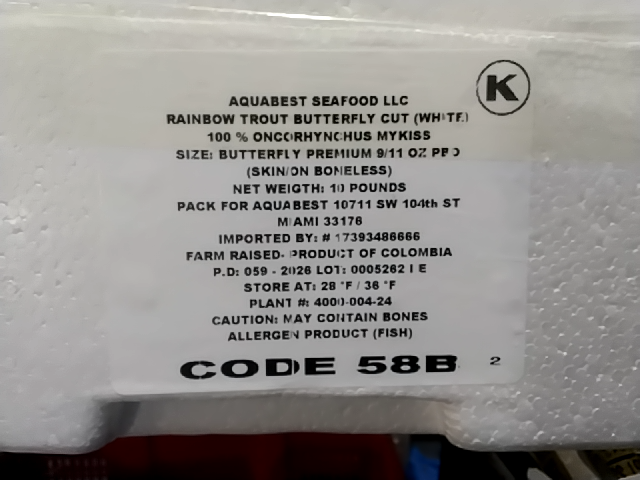 K
AQUABEST SEAFOOD LLC
RAINBOW TROUT BUTTERFLY CUT (WHITE)
100 % ONCORHYNCHUS MYKISS
SIZE: BUTTERFLY PREMIUM 9/11 OZ PBO
(SKIN/ON BONELESS)
NET WEIGTH: 10 POUNDS
PACK FOR AQUABEST 10711 SW 104th ST
MIAMI 33176
IMPORTED BY: # 17393486666
FARM RAISED- PRODUCT OF COLOMBIA
P.D: 059 - 2026 LOT: 0005262 I E
STORE AT: 28 °F / 36 °F
PLANT #: 4000-004-24
CAUTION: MAY CONTAIN BONES
ALLERGEN PRODUCT (FISH)
CODE 58B 2